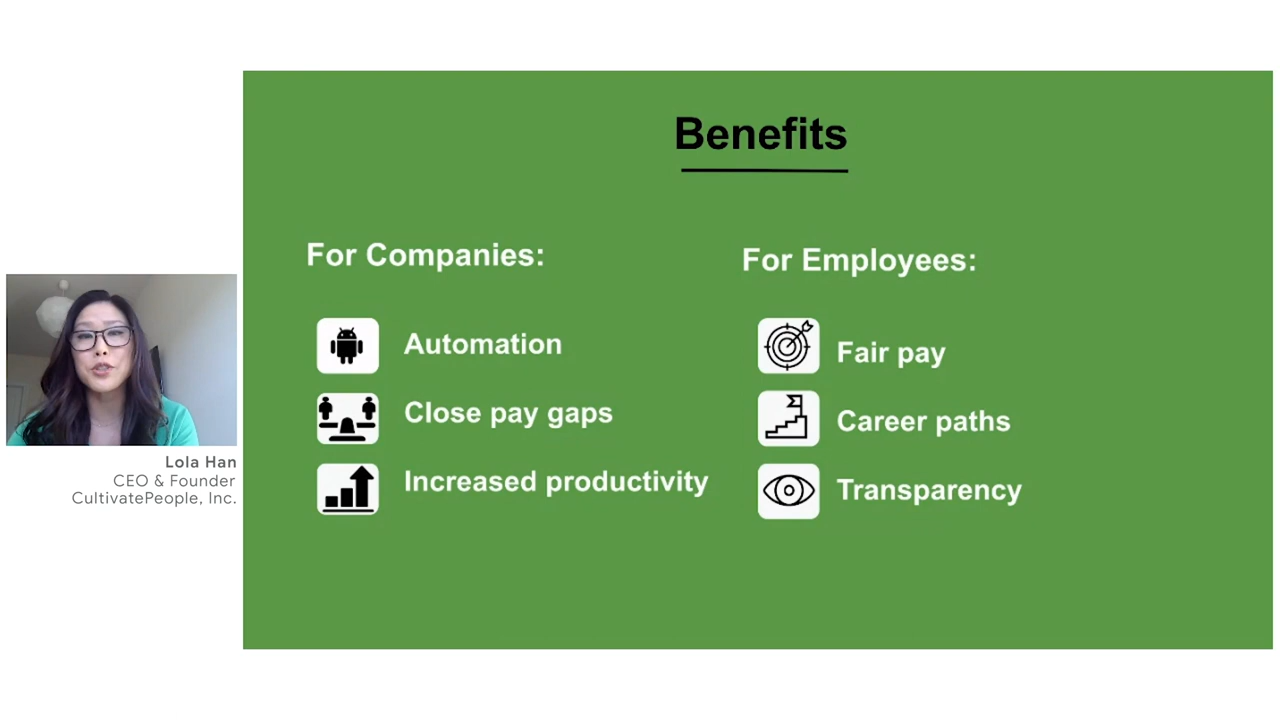 Benefits
For Companies:
Automation
Close pay gaps
Increased productivity
For Employees:
Fair pay
Career paths
Transparency
Lola Han
CEO & Founder
CultivatePeople, Inc.